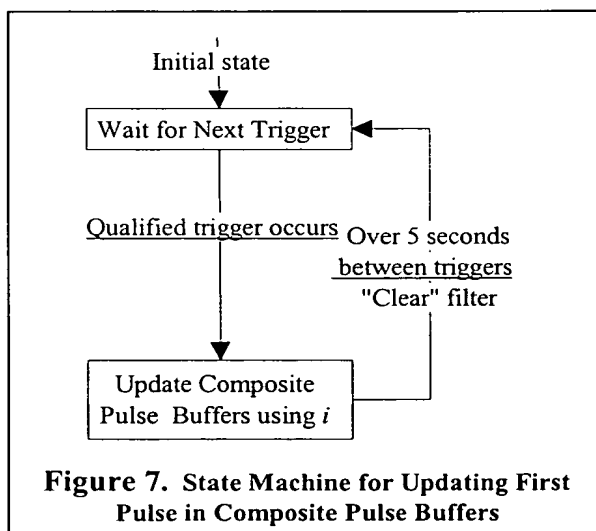 Initial state
Wait for Next Trigger
Qualified trigger occurs
Over 5 seconds
between triggers
"Clear" filter
Update Composite
Pulse Buffers using i
Figure 7. State Machine for Updating First
Pulse in Composite Pulse Buffers